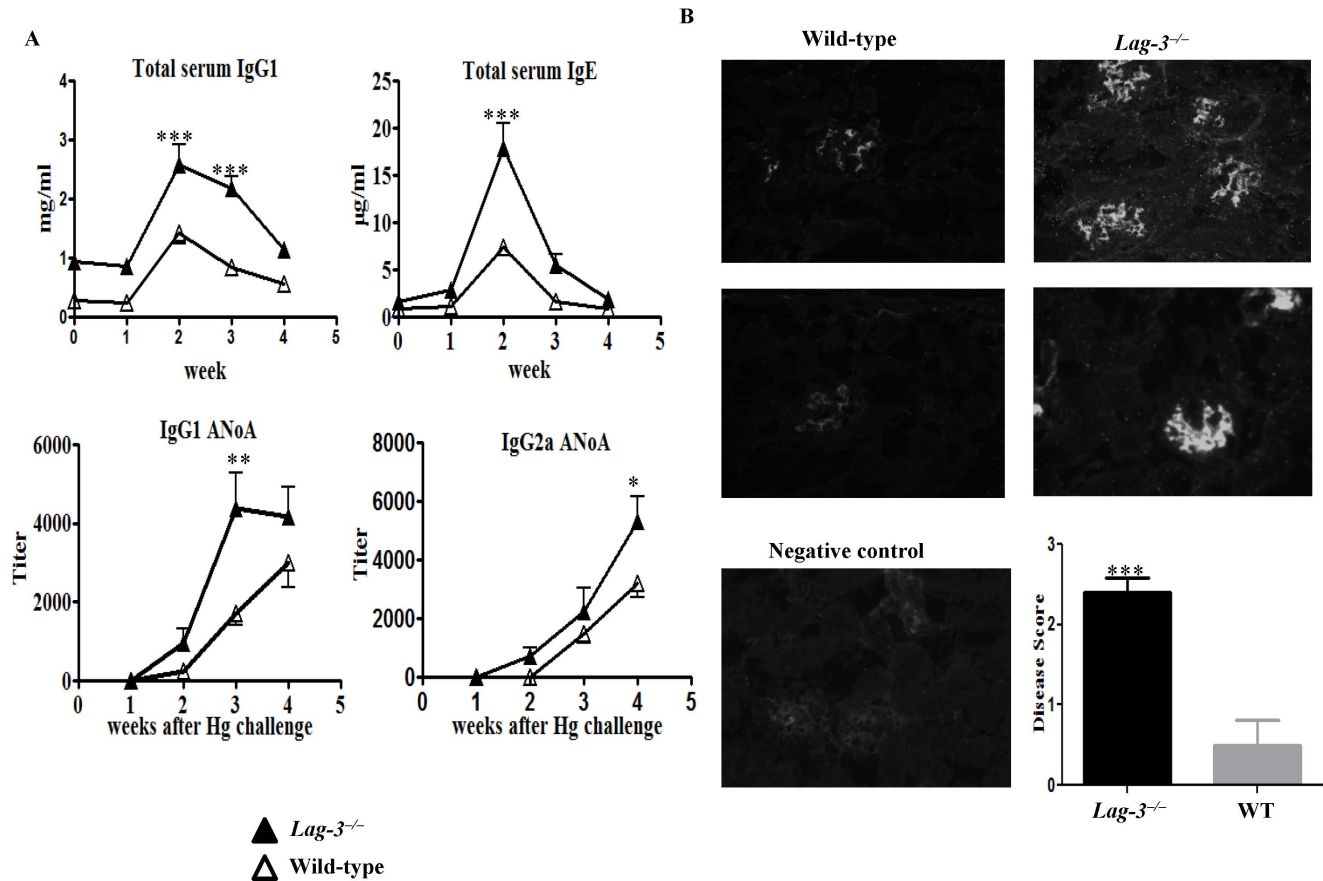 A
Total serum IgG1
4
3
2
1
0
mg/ml
***
***
0 1 2 3 4 5
week
Total serum IgE
25
20
15
10
5
0
µg/ml
***
0 1 2 3 4 5
week
IgG1 ANoA
6000
4000
2000
0
Titer
**
0 1 2 3 4 5
weeks after Hg challenge
IgG2a ANoA
8000
6000
4000
2000
0
Titer
*
0 1 2 3 4 5
weeks after Hg challenge
Lag-3–/–
Wild-type
B
Wild-type
Lag-3–/–
Negative control
3
2
1
0
Disease Score
***
Lag-3–/–
WT